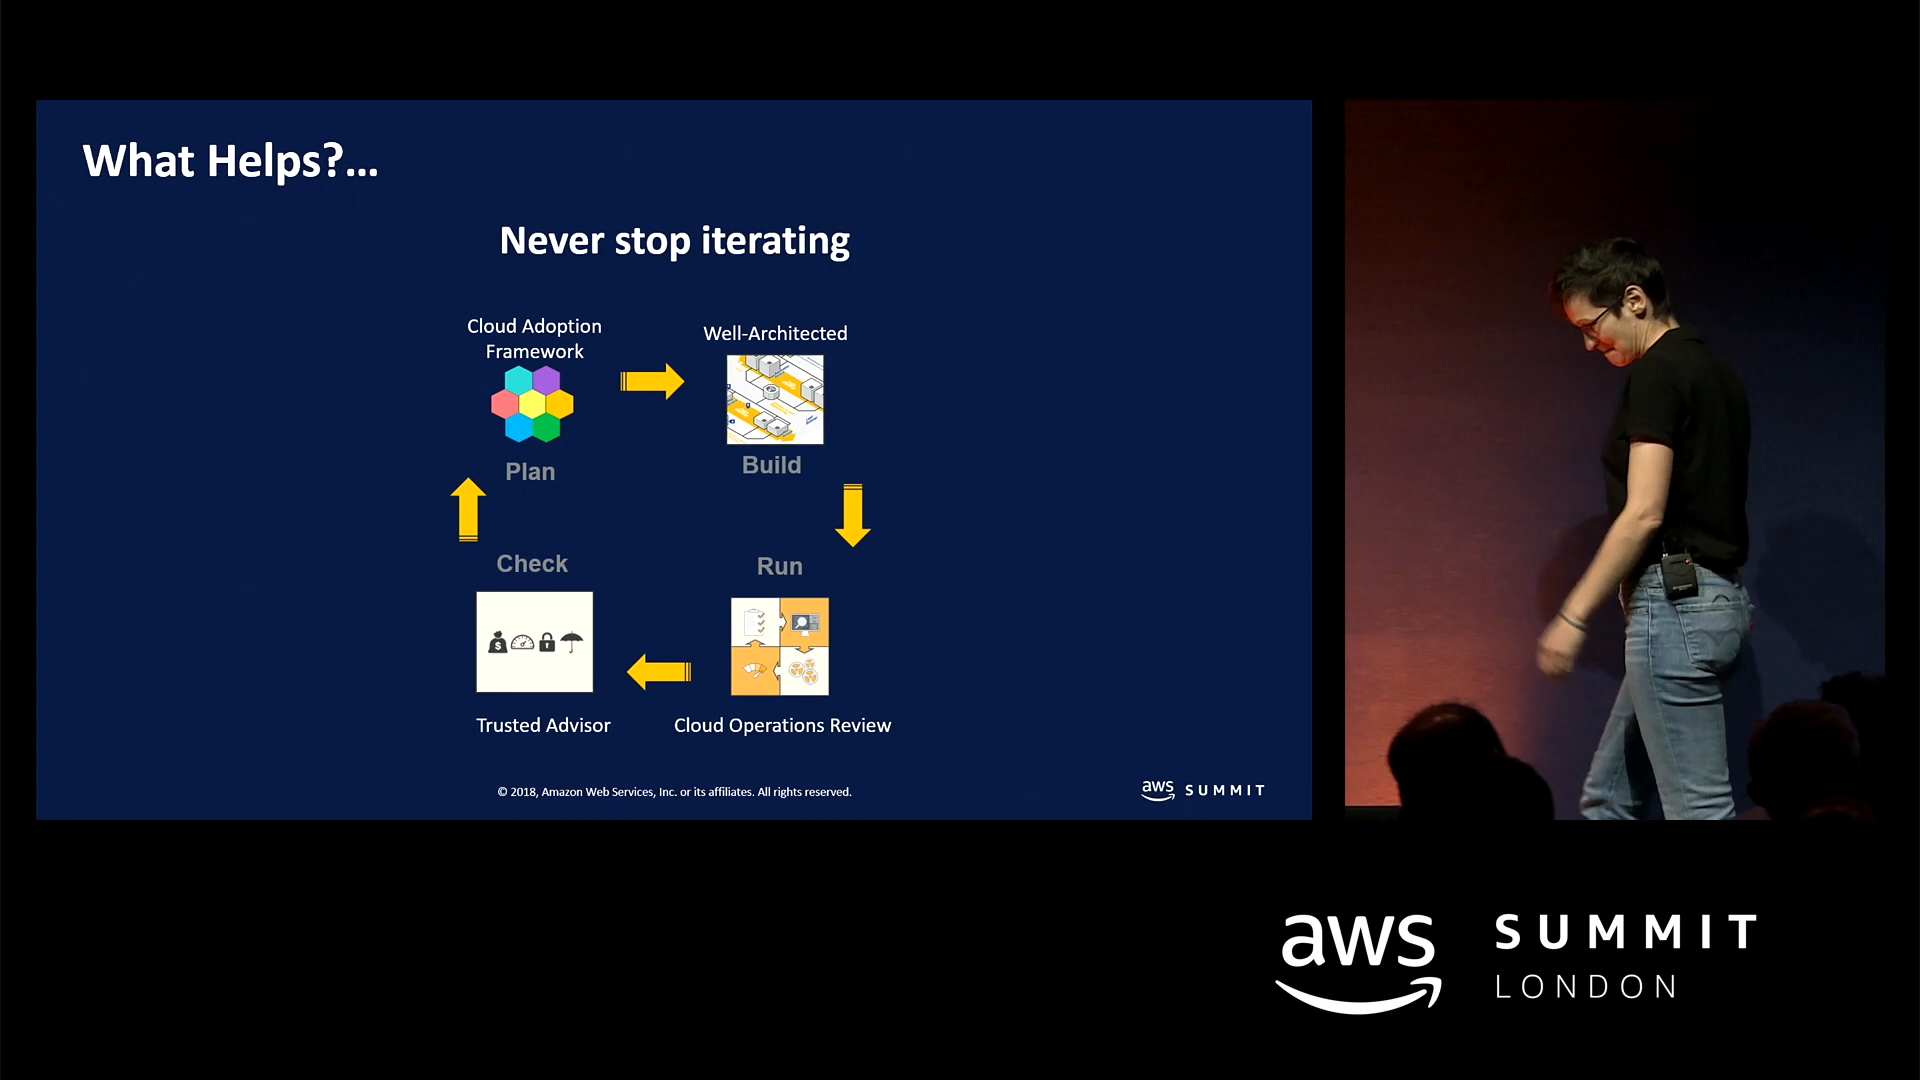 What Helps?...
Never stop iterating
Cloud Adoption
Framework
Well-Architected
Plan
Build
Check
Run
Trusted Advisor
Cloud Operations Review
© 2018, Amazon Web Services, Inc. or its affiliates. All rights reserved.
aws SUMMIT
aws SUMMIT
LONDON